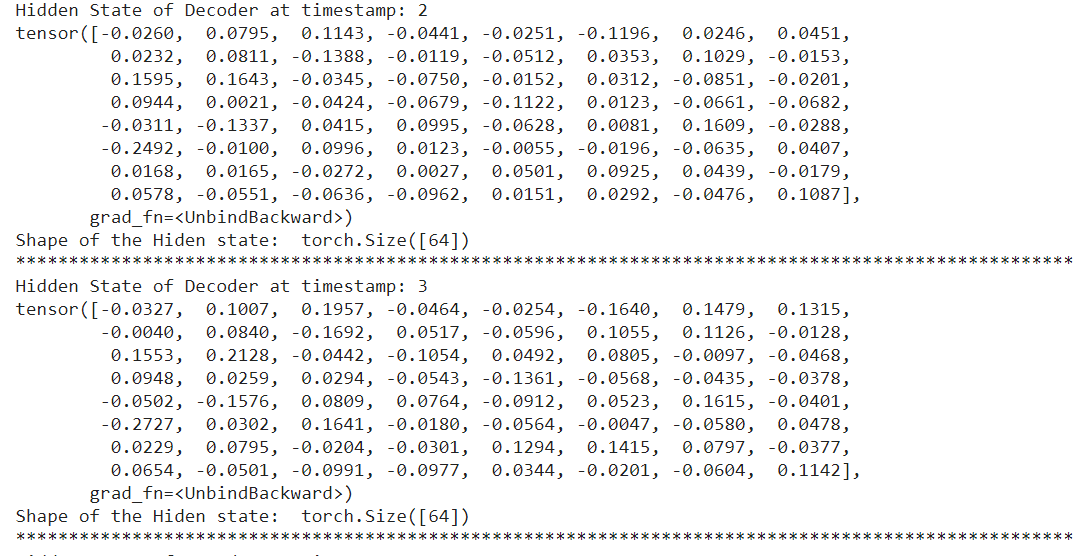 Hidden State of Decoder at timestamp: 2
tensor([-0.0260,  0.0795,  0.1143, -0.0441, -0.0251, -0.1196,  0.0246,  0.0451,
         0.0232,  0.0811, -0.1388, -0.0119, -0.0512,  0.0353,  0.1029, -0.0153,
         0.1595,  0.1643, -0.0345, -0.0750, -0.0152,  0.0312, -0.0851, -0.0201,
         0.0944,  0.0021, -0.0424, -0.0679, -0.1122,  0.0123, -0.0661, -0.0682,
        -0.0311, -0.1337,  0.0415,  0.0995, -0.0628,  0.0081,  0.1609, -0.0288,
        -0.2492, -0.0100,  0.0996,  0.0123, -0.0055, -0.0196, -0.0635,  0.0407,
         0.0168,  0.0165, -0.0272,  0.0027,  0.0501,  0.0925,  0.0439, -0.0179,
         0.0578, -0.0551, -0.0636, -0.0962,  0.0151,  0.0292, -0.0476,  0.1087],
       grad_fn=<UnbindBackward>)
Shape of the Hiden state:  torch.Size([64])
****************************************************************************************************
Hidden State of Decoder at timestamp: 3
tensor([-0.0327,  0.1007,  0.1957, -0.0464, -0.0254, -0.1640,  0.1479,  0.1315,
        -0.0040,  0.0840, -0.1692,  0.0517, -0.0596,  0.1055,  0.1126, -0.0128,
         0.1553,  0.2128, -0.0442, -0.1054,  0.0492,  0.0805, -0.0097, -0.0468,
         0.0948,  0.0259,  0.0294, -0.0543, -0.1361, -0.0568, -0.0435, -0.0378,
        -0.0502, -0.1576,  0.0809,  0.0764, -0.0912,  0.0523,  0.1615, -0.0401,
        -0.2727,  0.0302,  0.1641, -0.0180, -0.0564, -0.0047, -0.0580,  0.0478,
         0.0229,  0.0795, -0.0204, -0.0301,  0.1294,  0.1415,  0.0797, -0.0377,
         0.0654, -0.0501, -0.0991, -0.0977,  0.0344, -0.0201, -0.0604,  0.1142],
       grad_fn=<UnbindBackward>)
Shape of the Hiden state:  torch.Size([64])
****************************************************************************************************